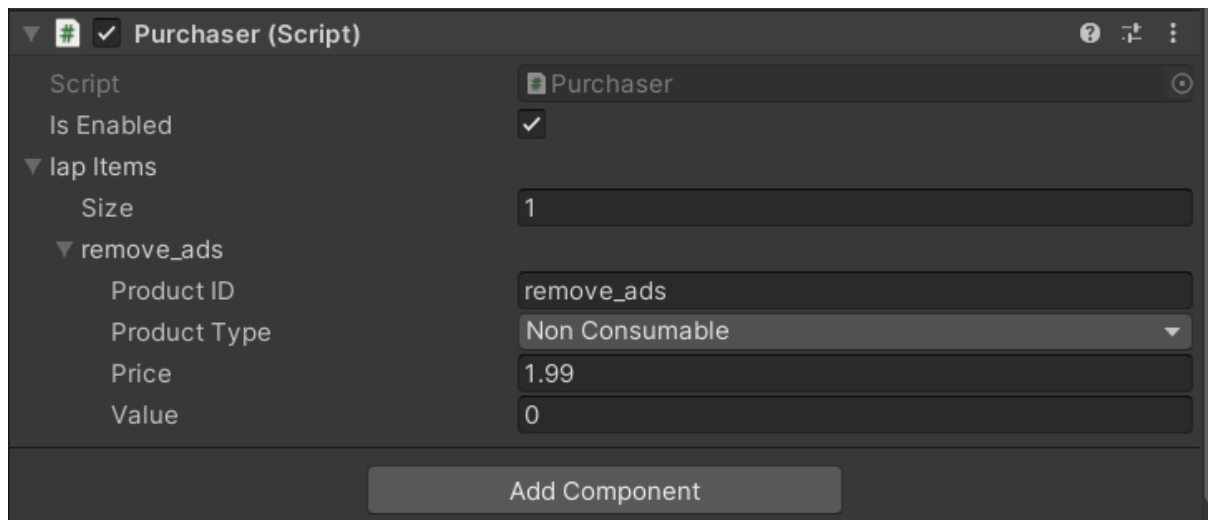 # Purchaser (Script)
Script # Purchaser
Is Enabled
Iap Items
Size 1
remove_ads
Product ID remove_ads
Product Type Non Consumable
Price 1.99
Value 0
Add Component